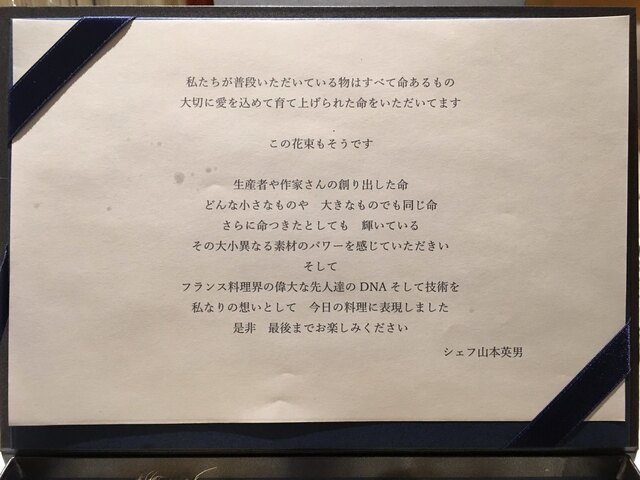 私たちが普段いただいている物はすべて命あるもの
大切に愛を込めて育て上げられた命をいただいてます
この花束もそうです
生産者や作家さんの創り出した命
どんな小さなものや　大きなものでも同じ命
さらに命つきたとしても　輝いている
その大小異なる素材のパワーを感じていただきたい
そして
フランス料理界の偉大な先人達の DNA そして技術を
私なりの想いとして　今日の料理に表現しました
是非　最後までお楽しみください
シェフ山本英男